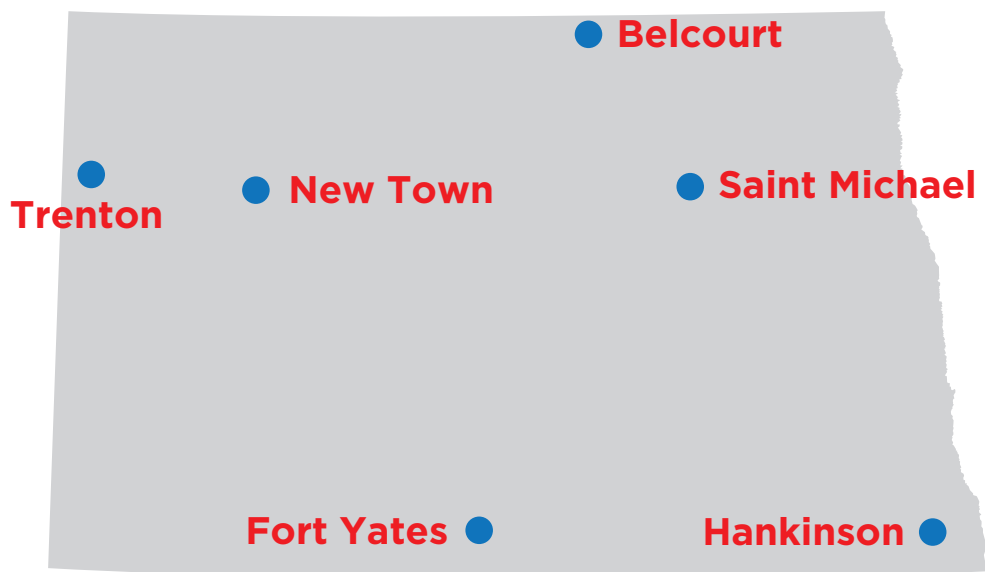 Belcourt
Trenton
New Town
Saint Michael
Fort Yates
Hankinson